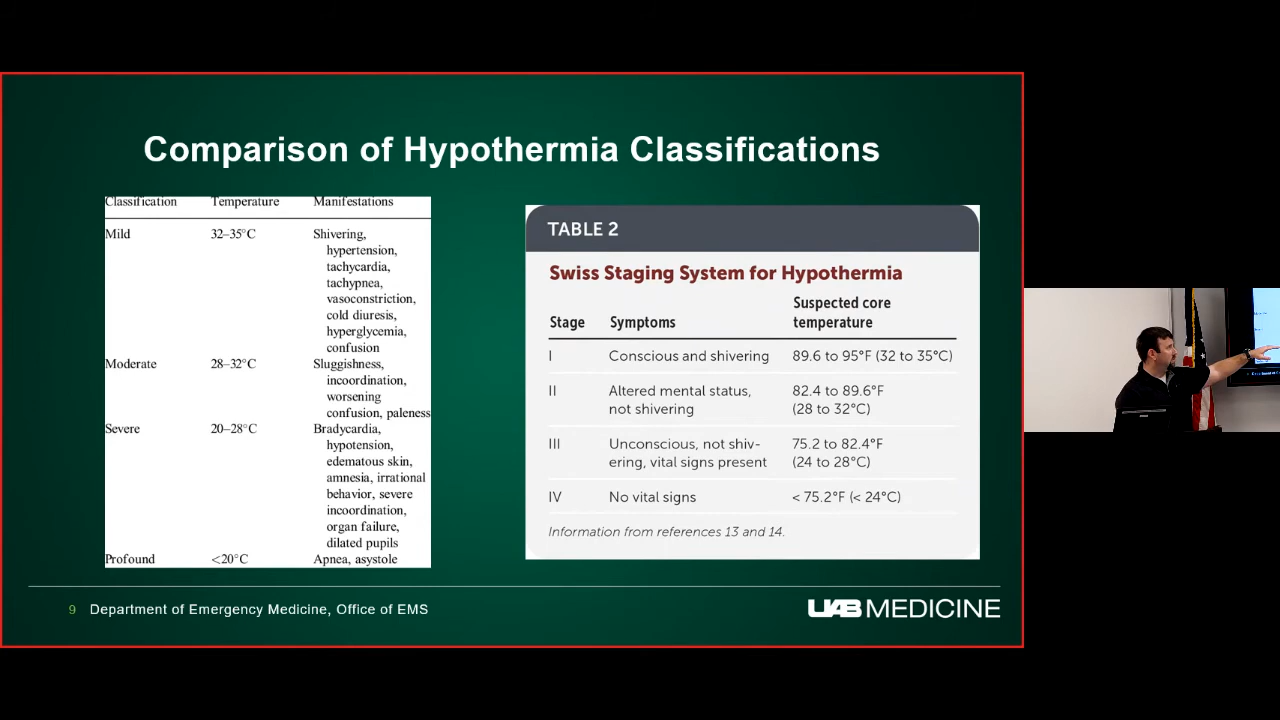 Comparison of Hypothermia Classifications
Classification Temperature Manifestations
Mild 32–35°C Shivering,
hypertension,
tachycardia,
tachypnea,
vasoconstriction,
cold diuresis,
hyperglycemia,
confusion
Moderate 28–32°C Sluggishness,
incoordination,
worsening
confusion, paleness
Severe 20–28°C Bradycardia,
hypotension,
edematous skin,
amnesia, irrational
behavior, severe
incoordination,
organ failure,
dilated pupils
Profound <20°C Apnea, asystole
TABLE 2
Swiss Staging System for Hypothermia
Suspected core
Stage Symptoms temperature
I Conscious and shivering 89.6 to 95°F (32 to 35°C)
II Altered mental status, 82.4 to 89.6°F
not shivering (28 to 32°C)
III Unconscious, not shiv- 75.2 to 82.4°F
ering, vital signs present (24 to 28°C)
IV No vital signs < 75.2°F (< 24°C)
Information from references 13 and 14.
9 Department of Emergency Medicine, Office of EMS
UAB MEDICINE